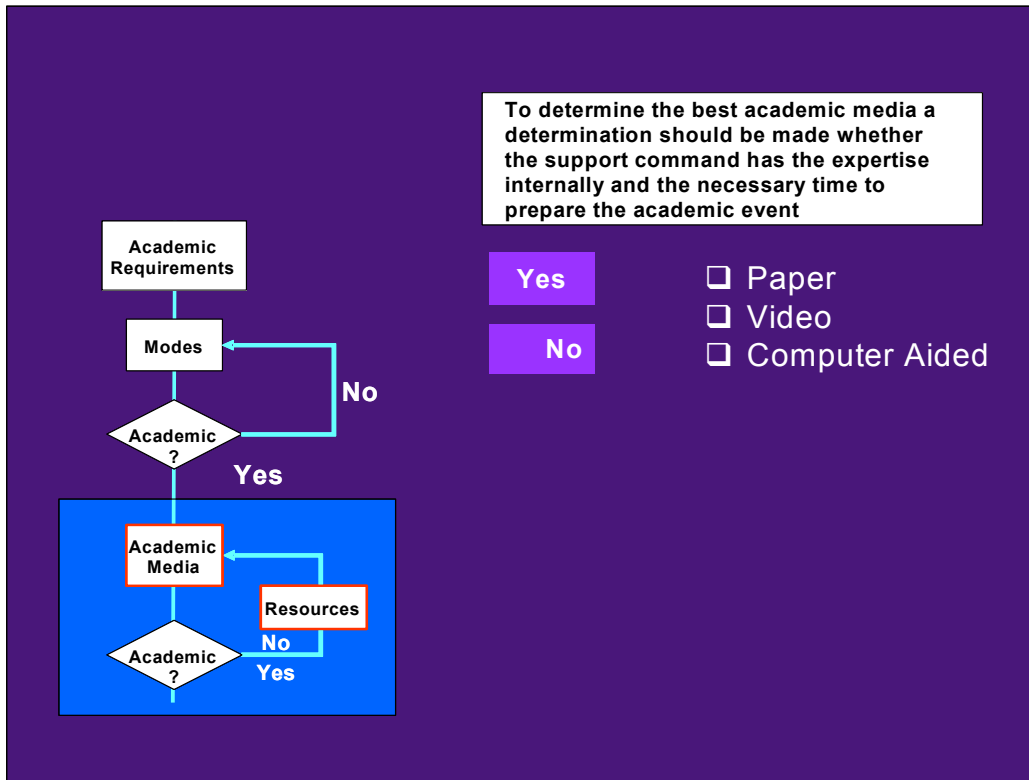 To determine the best academic media a
determination should be made whether
the support command has the expertise
internally and the necessary time to
prepare the academic event
Academic
Requirements
Modes
No
Academic
?
Yes
Academic
Media
Resources
No
Academic
?
Yes
Yes
No
❑ Paper
❑ Video
❑ Computer Aided